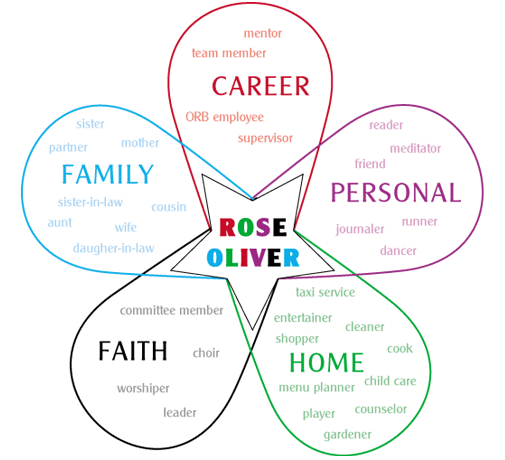 mentor
team member
CAREER
ORB employee
supervisor
sister
partner
mother
FAMILY
sister-in-law
cousin
aunt
wife
daugher-in-law
reader
meditator
friend
PERSONAL
runner
journaler
dancer
ROSE
OLIVER
committee member
FAITH
choir
worshiper
leader
taxi service
entertainer
cleaner
shopper
cook
HOME
child care
menu planner
counselor
player
gardener